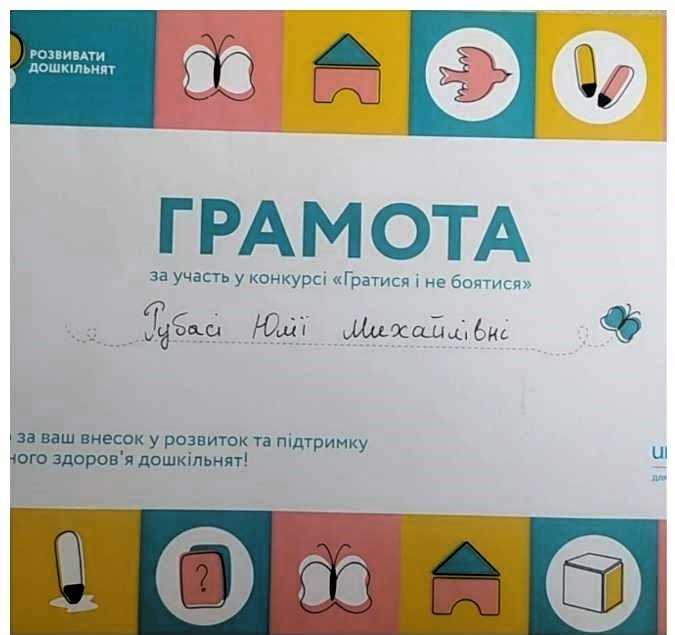 РОЗВИВАТИ
ДОШКІЛЬНЯТ
ГРАМОТА
за участь у конкурсі «Гратися і не боятися»
Рубасі Юлії Михайлівні
за ваш внесок у розвиток та підтримку
ного здоров'я дошкільнят!
?